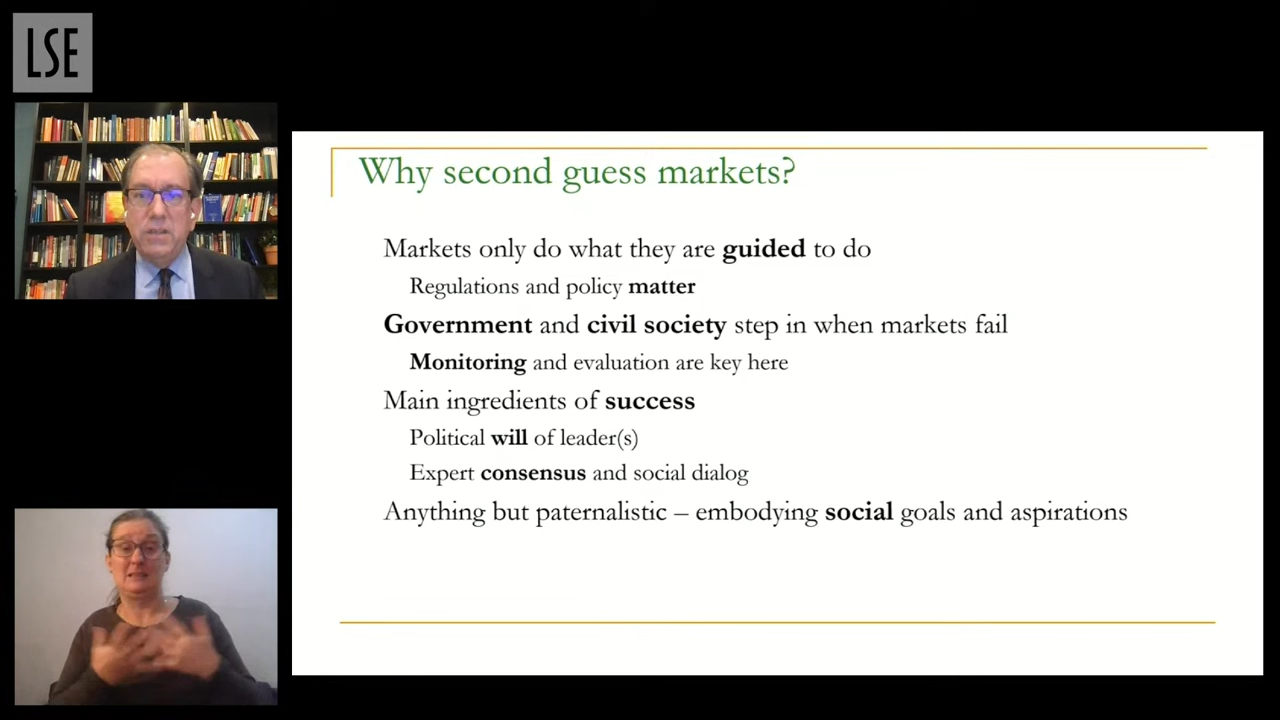 LSE
Why second guess markets?
Markets only do what they are guided to do
Regulations and policy matter
Government and civil society step in when markets fail
Monitoring and evaluation are key here
Main ingredients of success
Political will of leader(s)
Expert consensus and social dialog
Anything but paternalistic – embodying social goals and aspirations